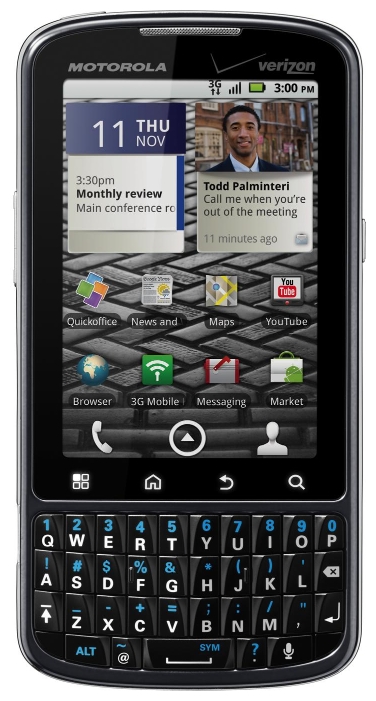 MOTOROLA verizon
3G 3:00 PM
11 THU
NOV
3:30pm
Monthly review
Main conference ro
Todd Palminteri
Call me when you're
out of the meeting
11 minutes ago
Quickoffice News and Maps YouTube
You
Tube
Browser 3G Mobile Messaging Market
1 2 3 4 5 6 7 8 9 0
Q W E R T Y U I O P
! # $ % & * ( ) '
A S D F G H J K L
_ - + = ; : / "
Z X C V B N M ,
ALT ~ @ SYM ? .